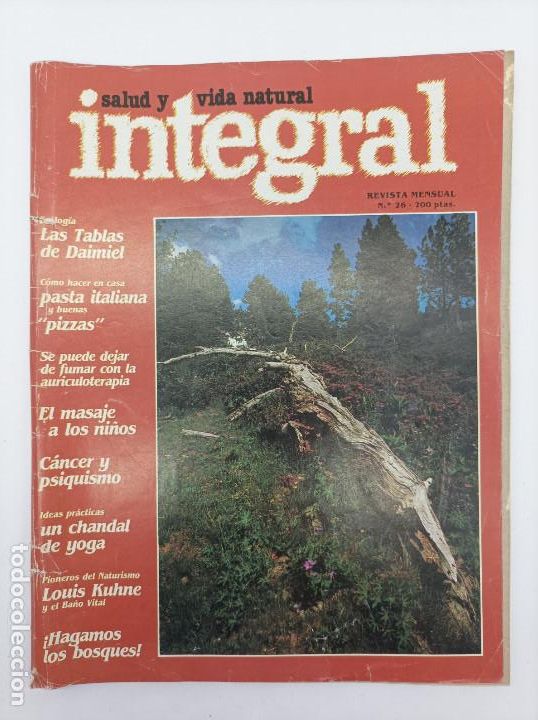 salud y vida natural
integral
REVISTA MENSUAL
N.º 26 - 200 ptas.
Ecología
Las Tablas
de Daimiel
Cómo hacer en casa
pasta italiana
y buenas
"pizzas"
Se puede dejar
de fumar con la
auriculoterapia
El masaje
a los niños
Cáncer y
psiquismo
Ideas prácticas
un chandal
de yoga
Pioneros del Naturismo
Louis Kuhne
y el Baño Vital
¡Hagamos
los bosques!
todocoleccion